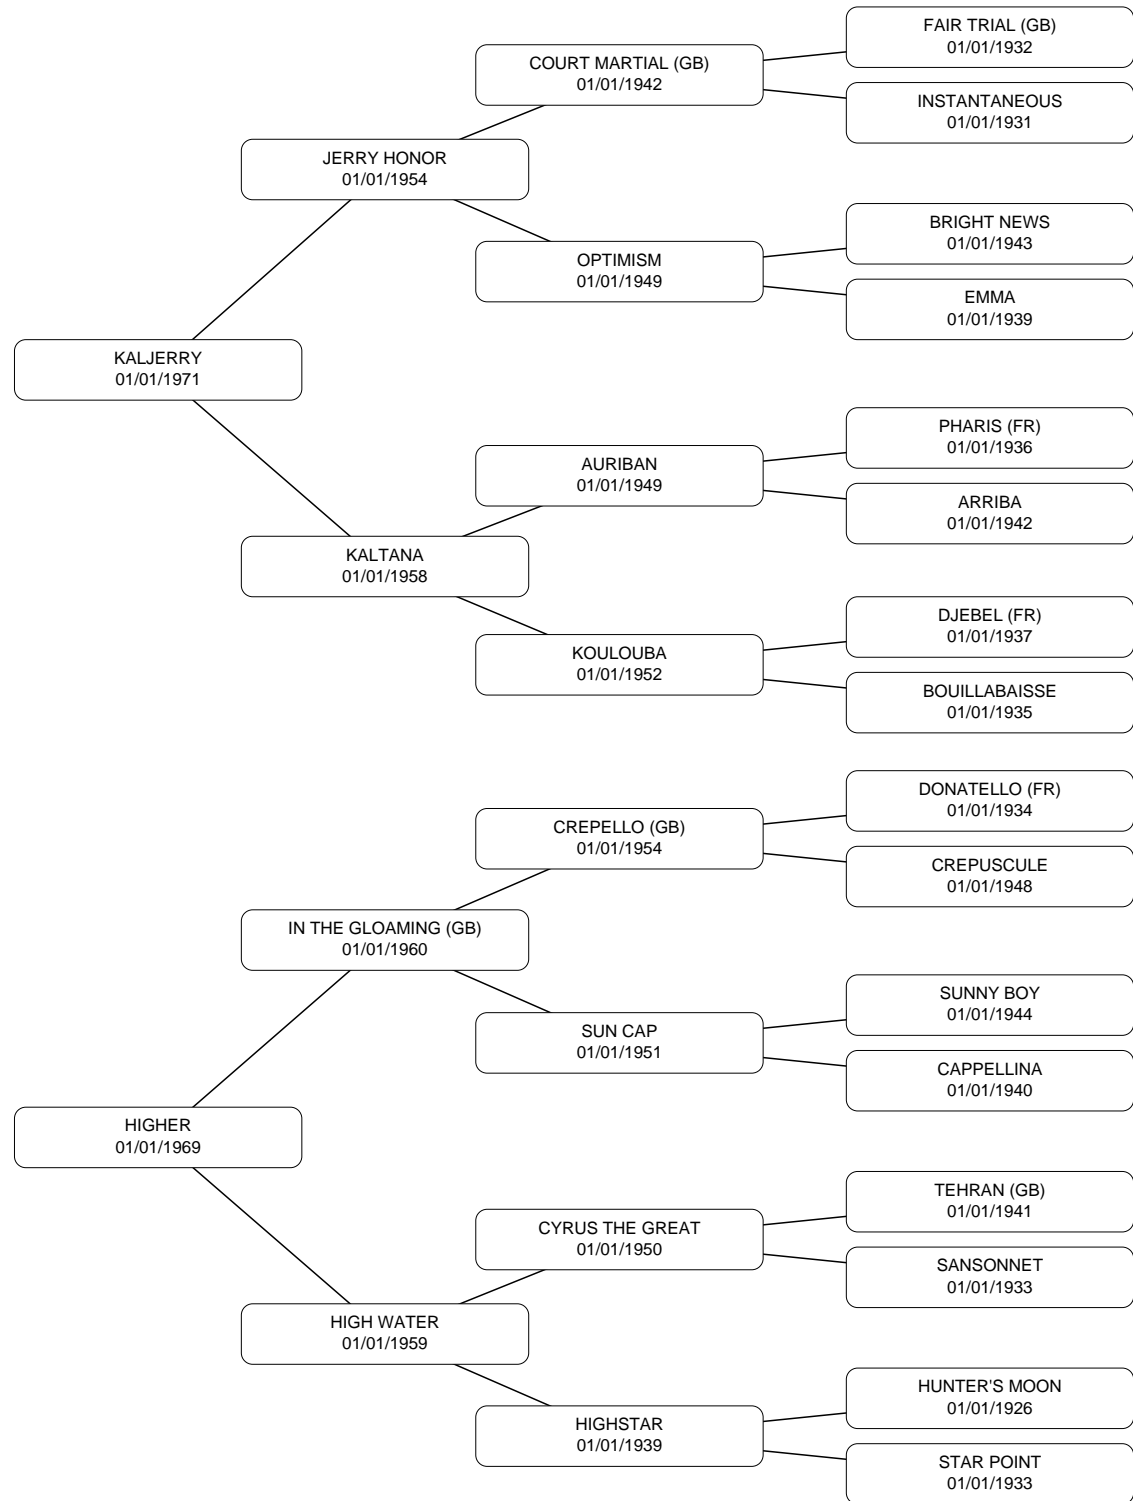 FAIR TRIAL (GB)
01/01/1932
COURT MARTIAL (GB)
01/01/1942
INSTANTANEOUS
01/01/1931
JERRY HONOR
01/01/1954
BRIGHT NEWS
01/01/1943
OPTIMISM
01/01/1949
EMMA
01/01/1939
KALJERRY
01/01/1971
PHARIS (FR)
01/01/1936
AURIBAN
01/01/1949
ARRIBA
01/01/1942
KALTANA
01/01/1958
DJEBEL (FR)
01/01/1937
KOULOUBA
01/01/1952
BOUILLABAISSE
01/01/1935
DONATELLO (FR)
01/01/1934
CREPELLO (GB)
01/01/1954
CREPUSCULE
01/01/1948
IN THE GLOAMING (GB)
01/01/1960
SUNNY BOY
01/01/1944
SUN CAP
01/01/1951
CAPPELLINA
01/01/1940
HIGHER
01/01/1969
TEHRAN (GB)
01/01/1941
CYRUS THE GREAT
01/01/1950
SANSONNET
01/01/1933
HIGH WATER
01/01/1959
HUNTER'S MOON
01/01/1926
HIGHSTAR
01/01/1939
STAR POINT
01/01/1933